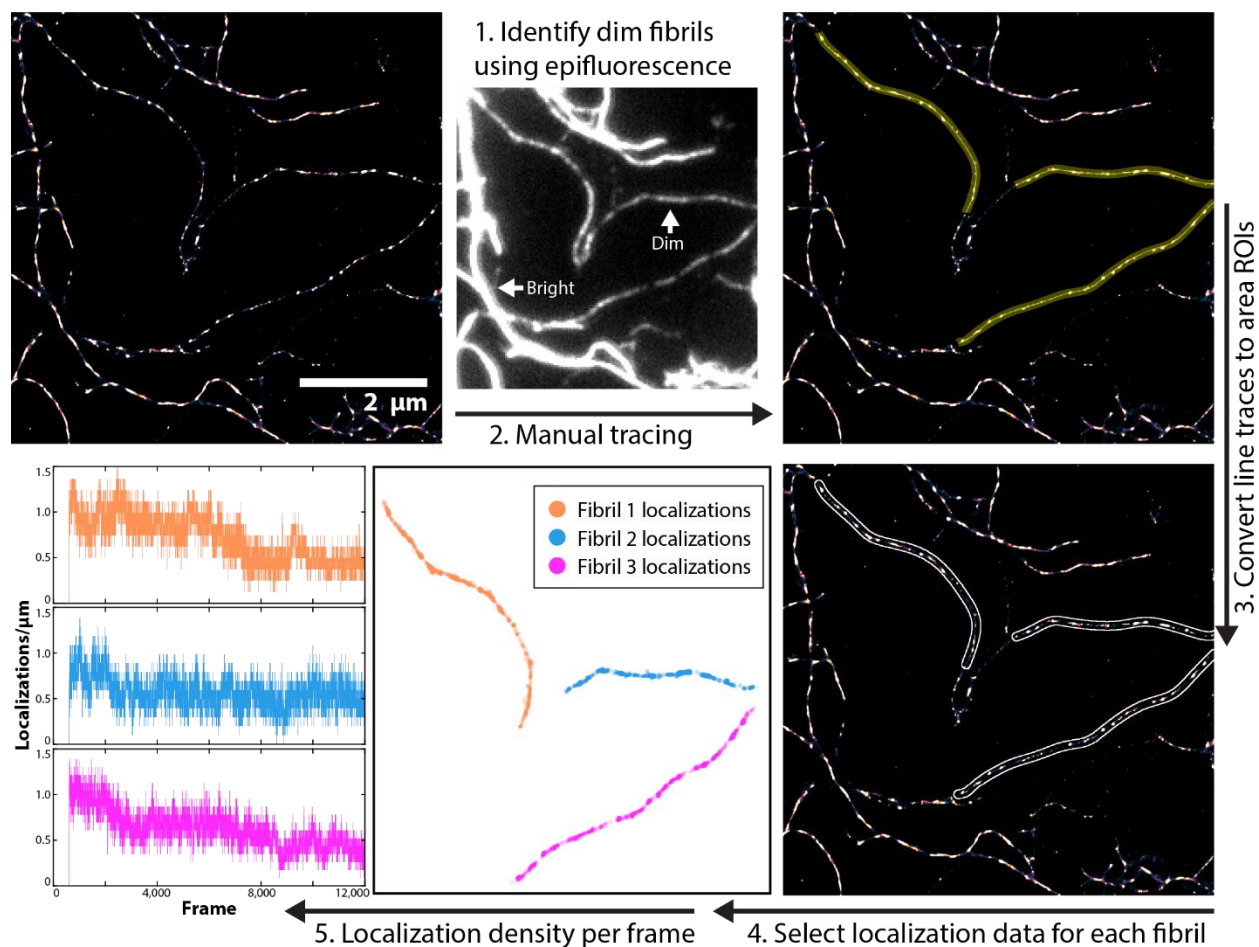 1. Identify dim fibrils
using epifluorescence
Dim
Bright
2 μm
2. Manual tracing
3. Convert line traces to area ROIs
Fibril 1 localizations
Fibril 2 localizations
Fibril 3 localizations
Localizations/μm
1.5
1.0
0.5
0
1.5
1.0
0.5
0
1.5
1.0
0.5
0
0 4,000 8,000 12,000
Frame
5. Localization density per frame
4. Select localization data for each fibril